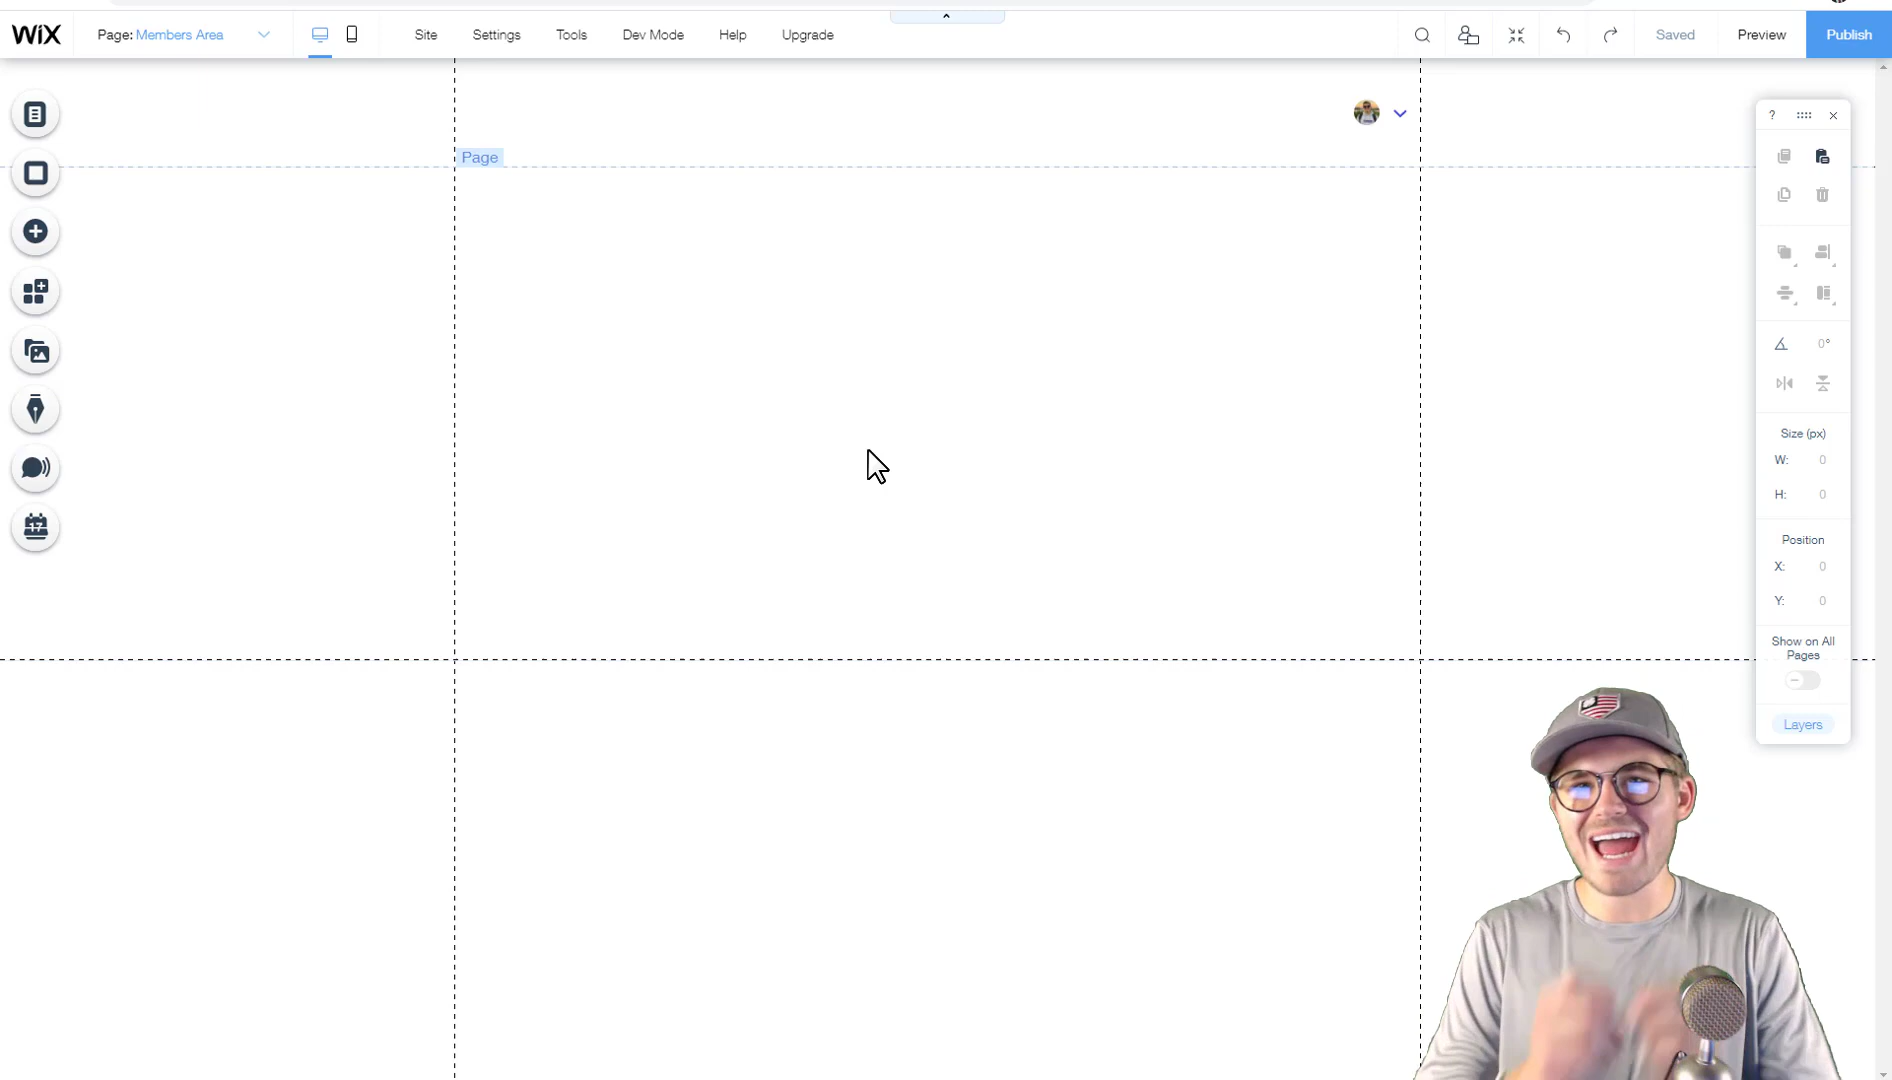 WiX
Page: Members Area
Site
Settings
Tools
Dev Mode
Help
Upgrade
Saved
Preview
Publish
Page
?
17
0°
Size (px)
W: 0
H: 0
Position
X: 0
Y: 0
Show on All
Pages
Layers